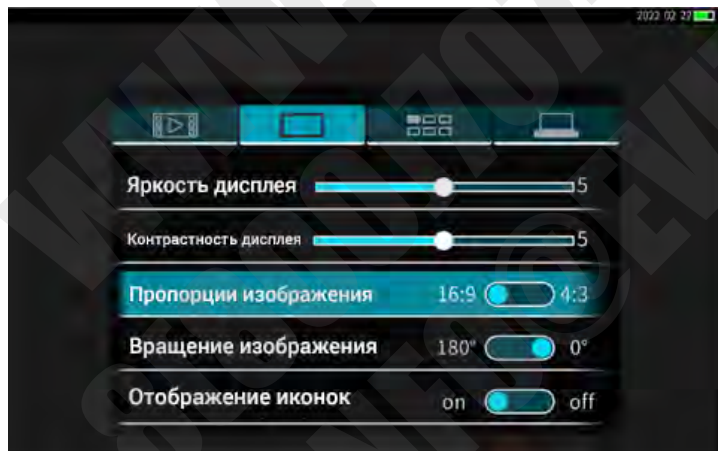 2022 02 27
Яркость дисплея 5
Контрастность дисплея 5
Пропорции изображения 16:9 4:3
Вращение изображения 180° 0°
Отображение иконок on off